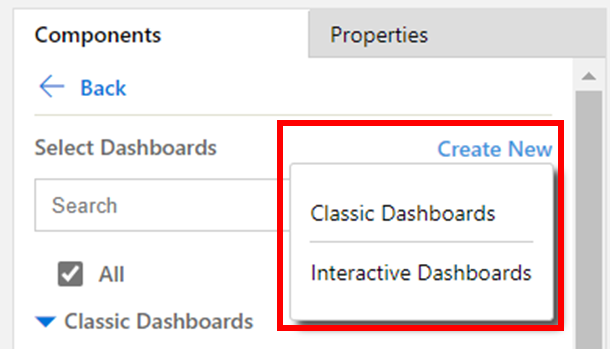 Components Properties
Back
Select Dashboards Create New
Search
Classic Dashboards
Interactive Dashboards
All
Classic Dashboards